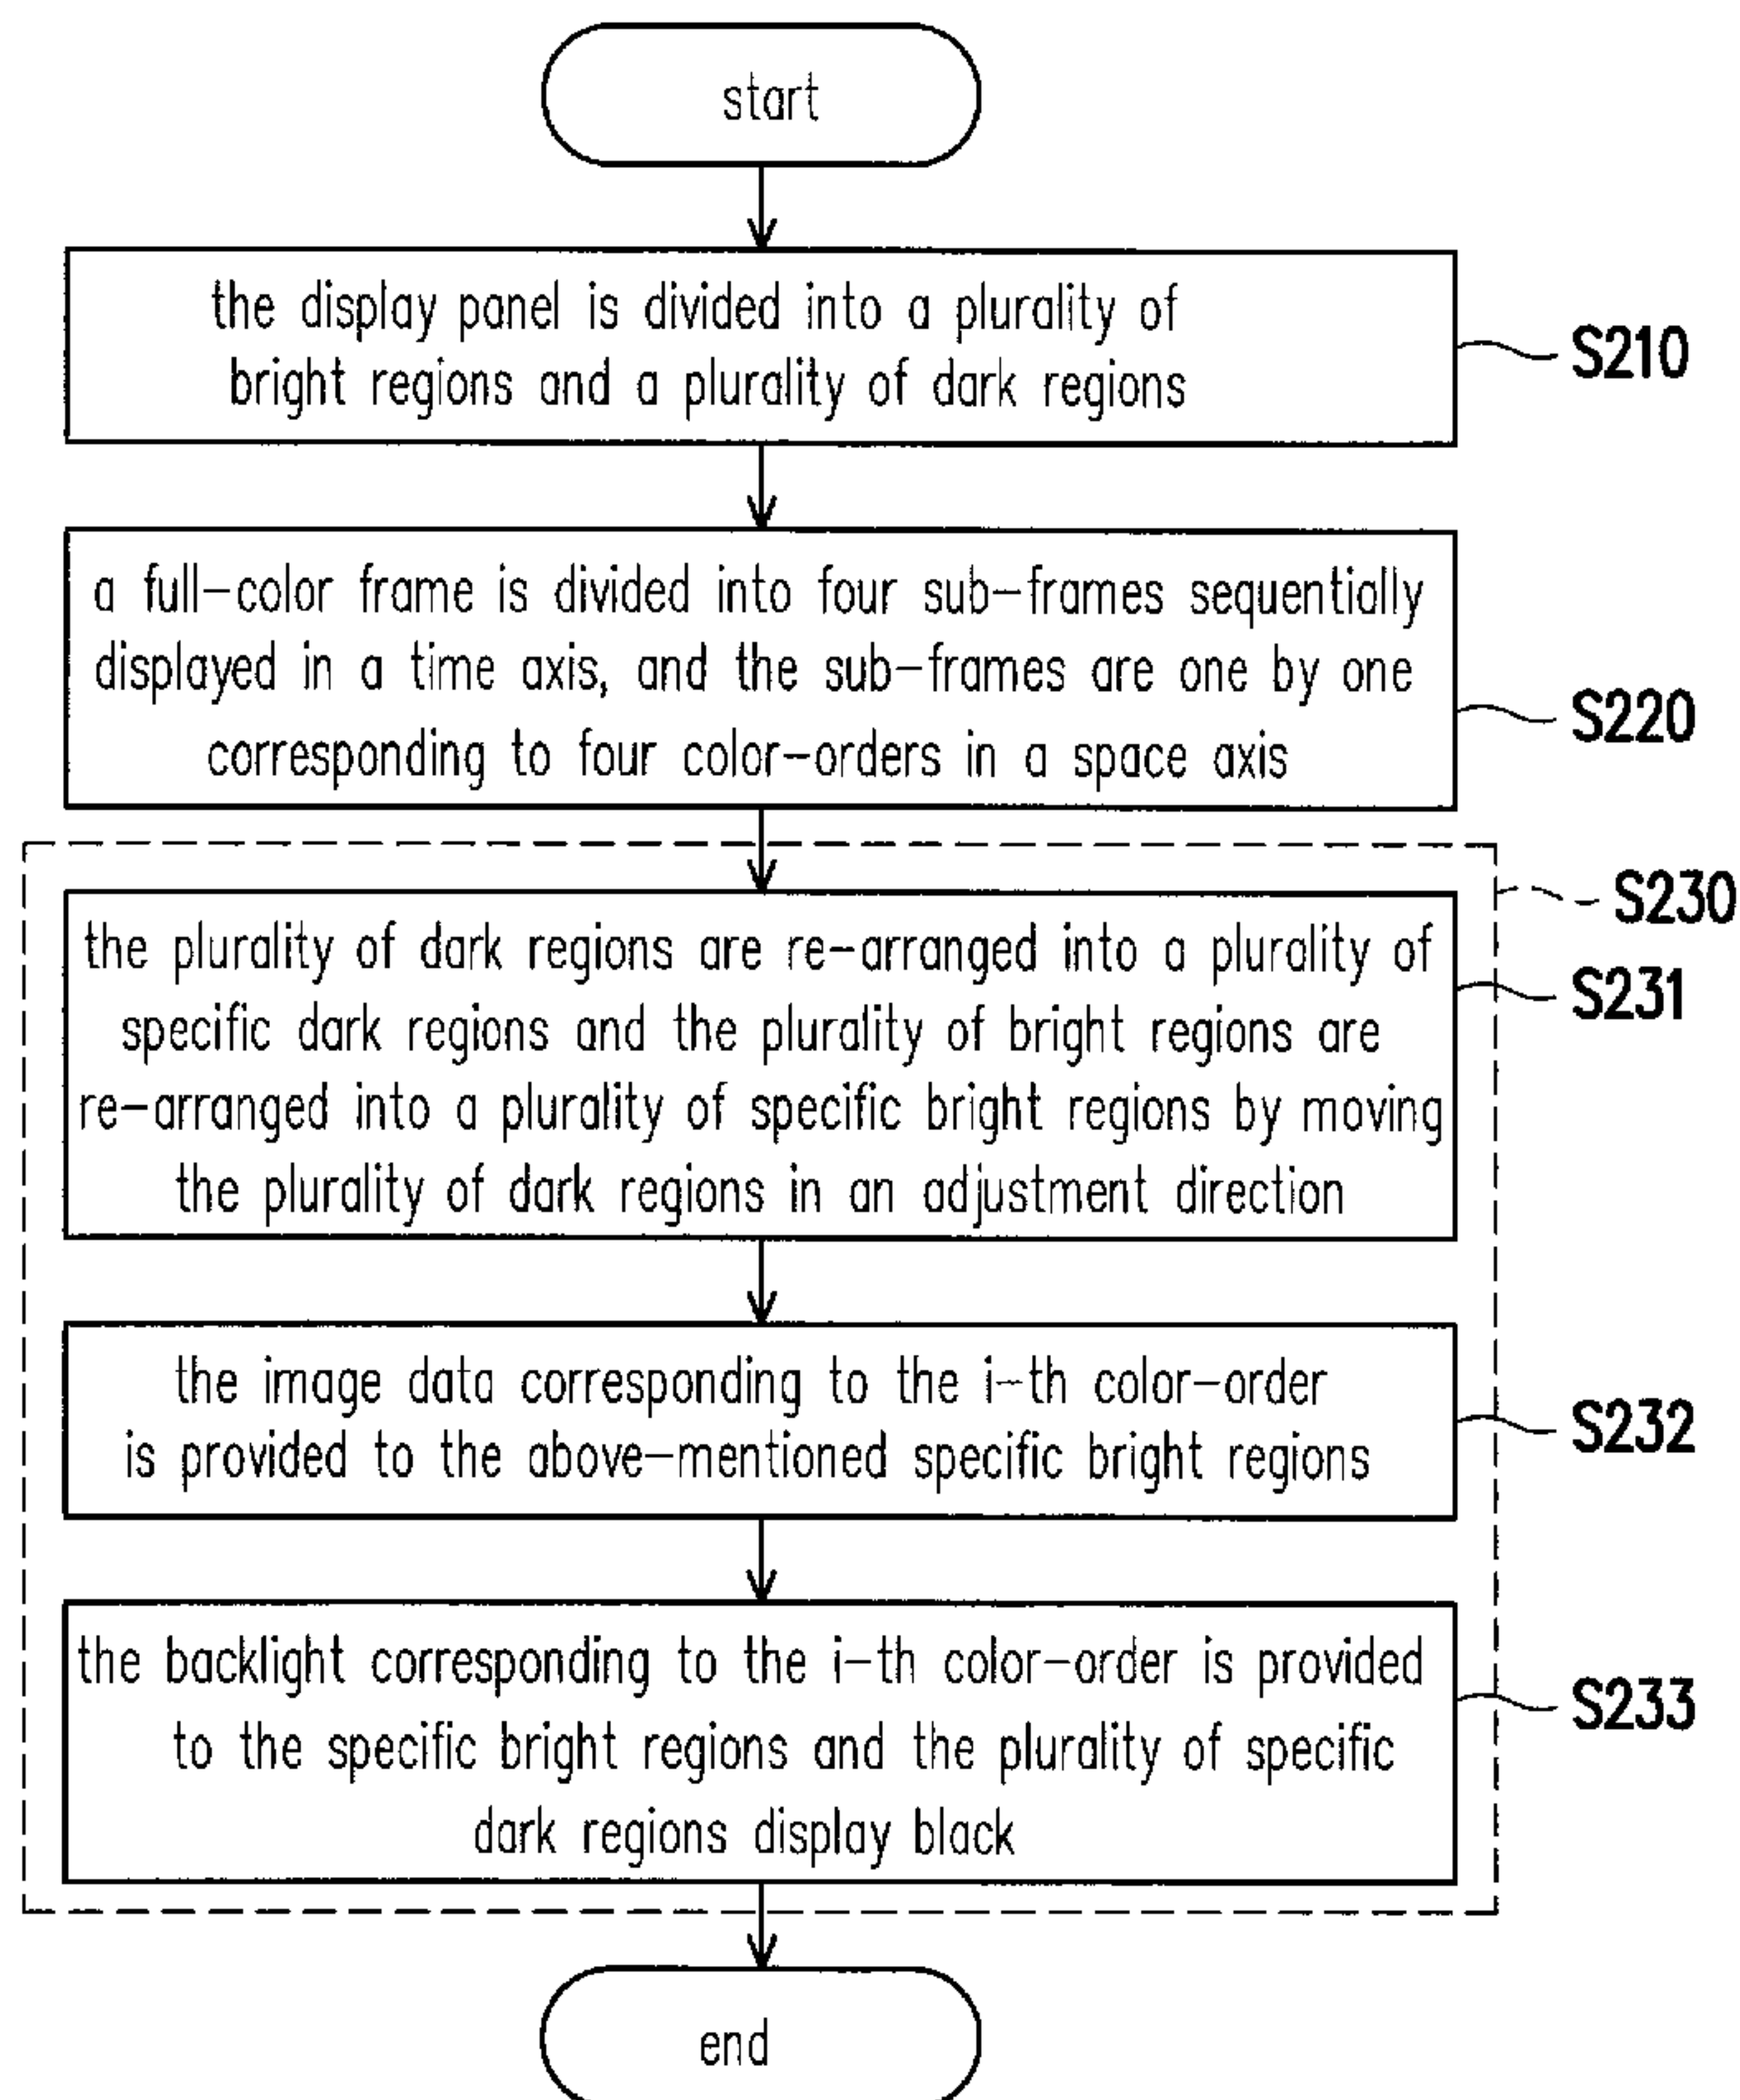 start
the display panel is divided into a plurality of
bright regions and a plurality of dark regions
S210
a full-color frame is divided into four sub-frames sequentially
displayed in a time axis, and the sub-frames are one by one
corresponding to four color-orders in a space axis
S220
S230
the plurality of dark regions are re-arranged into a plurality of
specific dark regions and the plurality of bright regions are
re-arranged into a plurality of specific bright regions by moving
the plurality of dark regions in an adjustment direction
S231
the image data corresponding to the i-th color-order
is provided to the above-mentioned specific bright regions
S232
the backlight corresponding to the i-th color-order is provided
to the specific bright regions and the plurality of specific
dark regions display black
S233
end